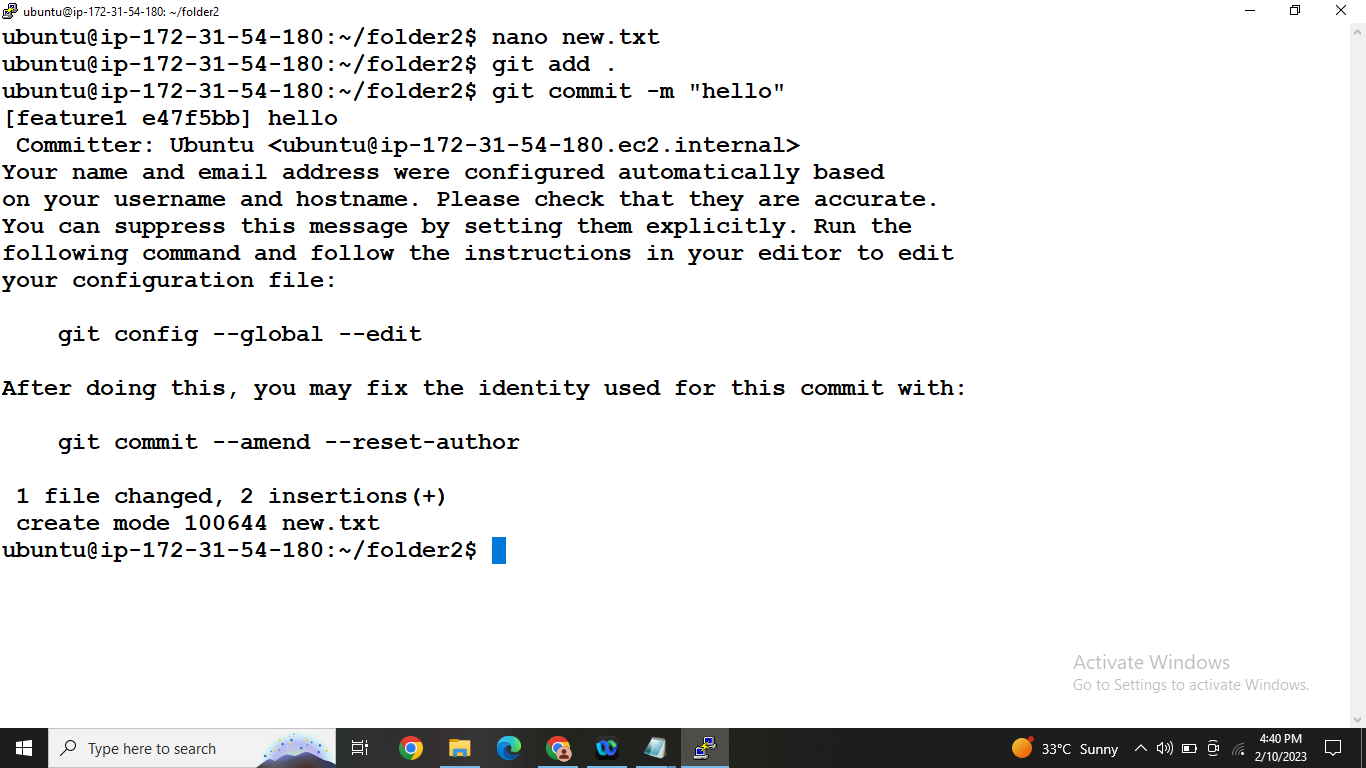 ubuntu@ip-172-31-54-180: ~/folder2
ubuntu@ip-172-31-54-180:~/folder2$ nano new.txt
ubuntu@ip-172-31-54-180:~/folder2$ git add .
ubuntu@ip-172-31-54-180:~/folder2$ git commit -m "hello"
[feature1 e47f5bb] hello
 Committer: Ubuntu <ubuntu@ip-172-31-54-180.ec2.internal>
Your name and email address were configured automatically based
on your username and hostname. Please check that they are accurate.
You can suppress this message by setting them explicitly. Run the
following command and follow the instructions in your editor to edit
your configuration file:

    git config --global --edit

After doing this, you may fix the identity used for this commit with:

    git commit --amend --reset-author

 1 file changed, 2 insertions(+)
 create mode 100644 new.txt
ubuntu@ip-172-31-54-180:~/folder2$
Activate Windows
Go to Settings to activate Windows.
Type here to search
33°C Sunny
4:40 PM
2/10/2023